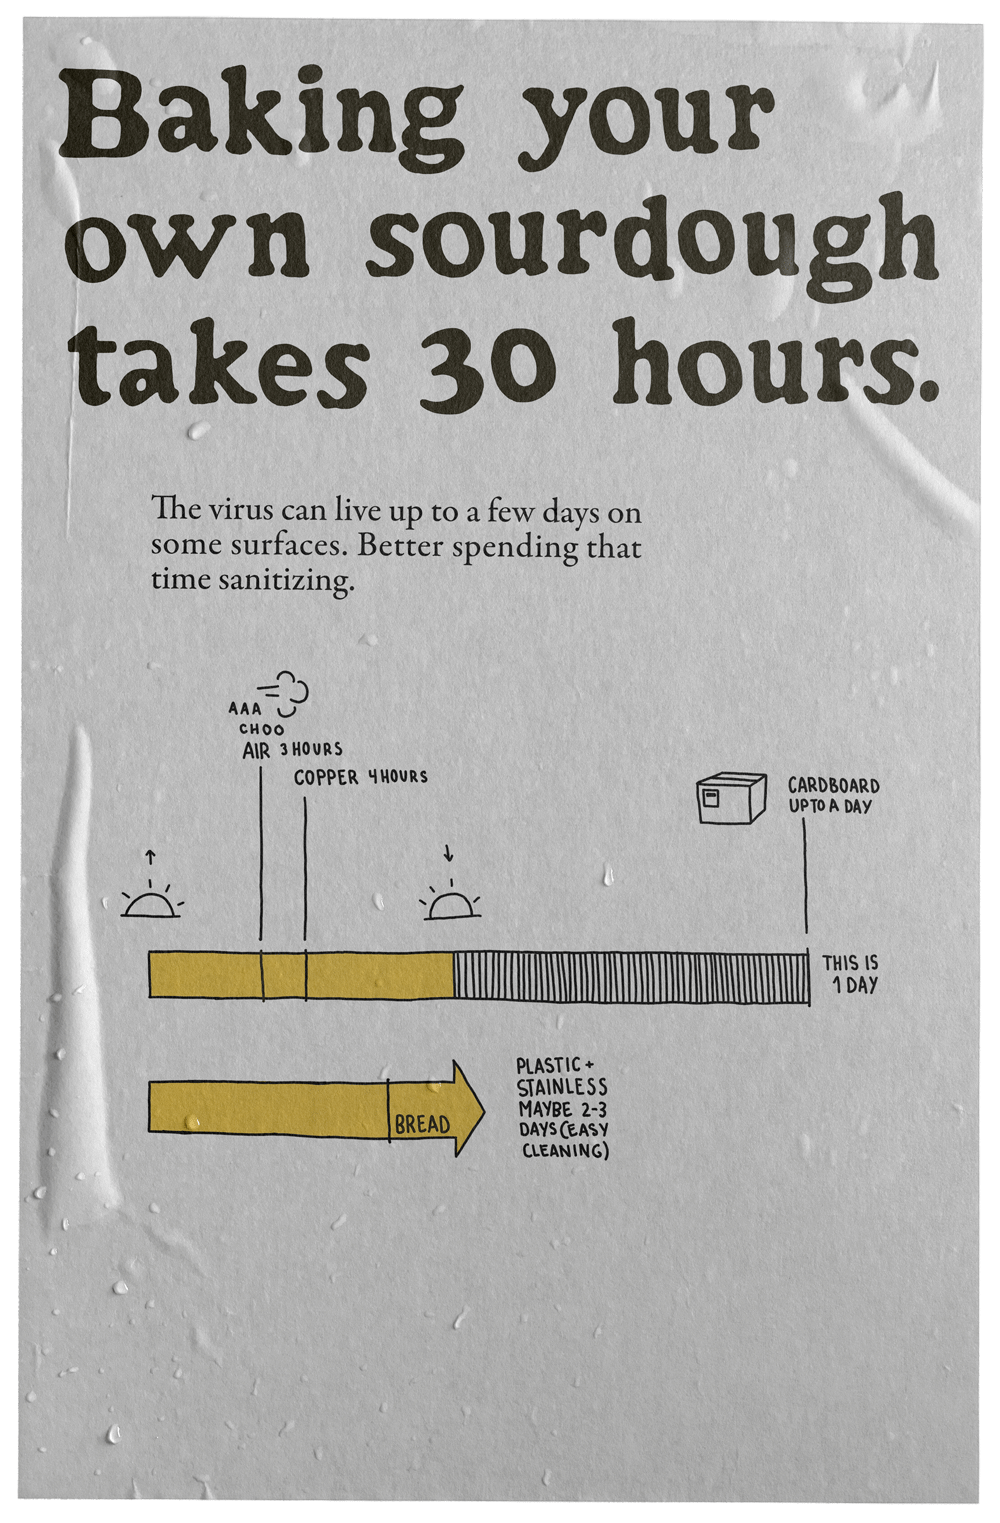 Baking your
own sourdough
takes 30 hours.
The virus can live up to a few days on
some surfaces. Better spending that
time sanitizing.
AAA
CHOO
AIR 3 HOURS
COPPER 4 HOURS
CARDBOARD
UP TO A DAY
THIS IS
1 DAY
BREAD
PLASTIC +
STAINLESS
MAYBE 2-3
DAYS (EASY
CLEANING)